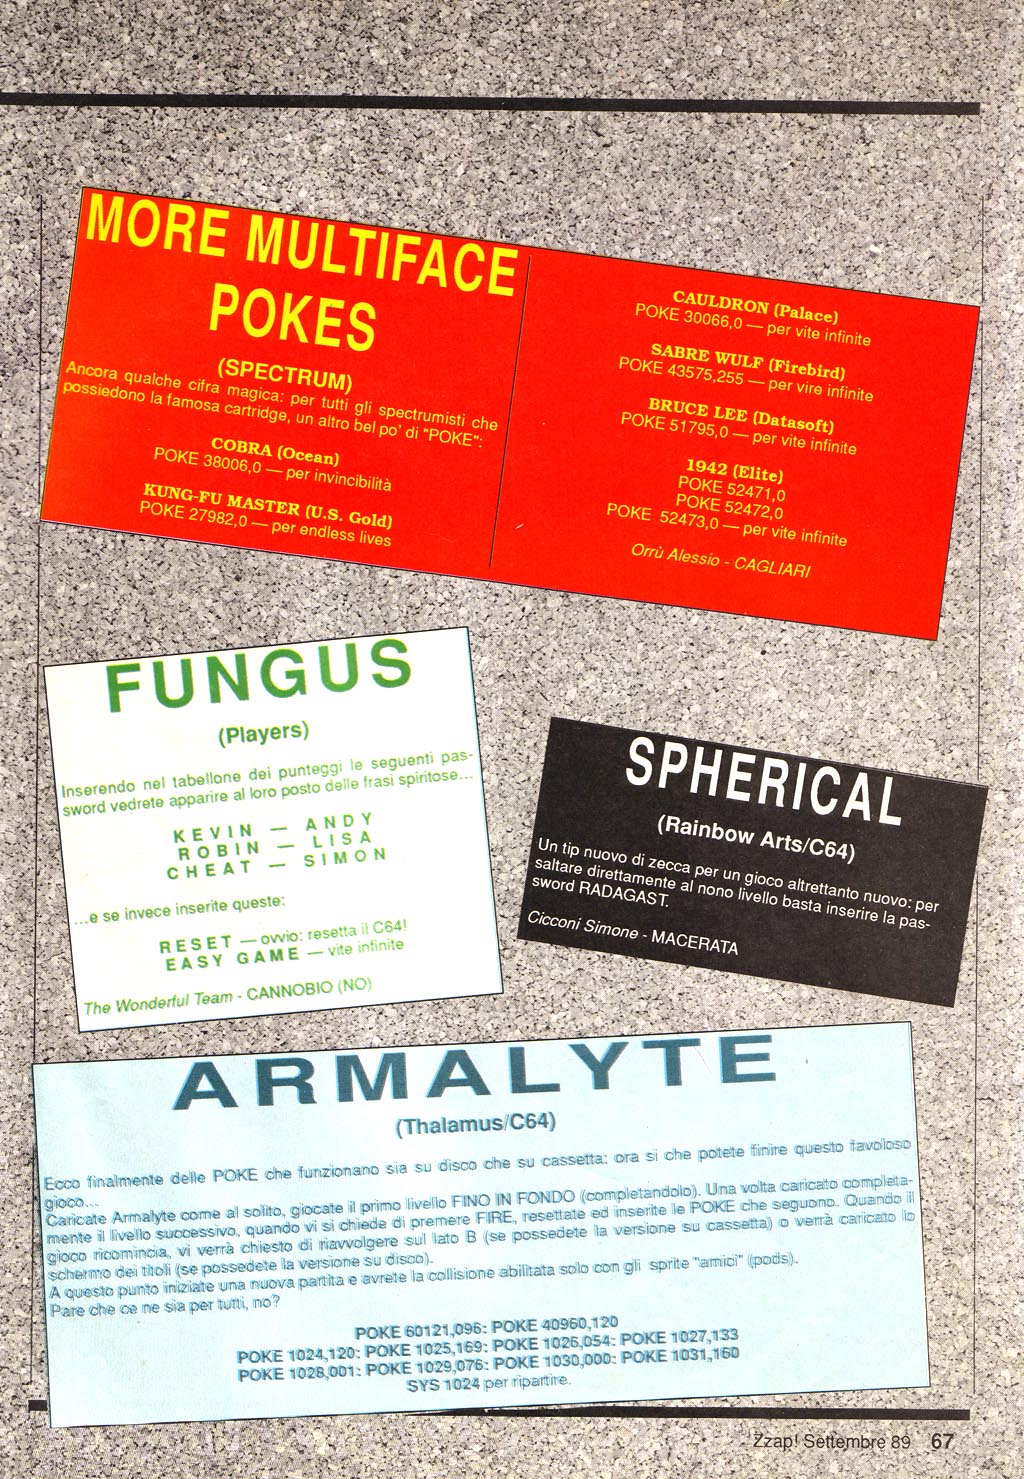 MORE MULTIFACE
POKES
(SPECTRUM)
Ancora qualche cifra magica: per tutti gli spectrumisti che
possiedono la famosa cartridge, un altro bel po' di "POKE":
COBRA (Ocean)
POKE 38006,0 — per invincibilità
KUNG-FU MASTER (U.S. Gold)
POKE 27982,0 — per endless lives
CAULDRON (Palace)
POKE 30066,0 — per vite infinite
SABRE WULF (Firebird)
POKE 43575,255 — per vire infinite
BRUCE LEE (Datasoft)
POKE 51795,0 — per vite infinite
1942 (Elite)
POKE 52471,0
POKE 52472,0
POKE 52473,0 — per vite infinite
Orrù Alessio - CAGLIARI
FUNGUS
(Players)
Inserendo nel tabellone dei punteggi le seguenti pas-
sword vedrete apparire al loro posto delle frasi spiritose...
KEVIN — ANDY
ROBIN — LISA
CHEAT — SIMON
...e se invece inserite queste:
RESET — ovvio: resetta il C64!
EASY GAME — vite infinite
The Wonderful Team - CANNOBIO (NO)
SPHERICAL
(Rainbow Arts/C64)
Un tip nuovo di zecca per un gioco altrettanto nuovo: per
saltare direttamente al nono livello basta inserire la pas-
sword RADAGAST.
Cicconi Simone - MACERATA
ARMALYTE
(Thalamus/C64)
Ecco finalmente delle POKE che funzionano sia su disco che su cassetta: ora si che potete finire questo favoloso
gioco...
Caricate Armalyte come al solito, giocate il primo livello FINO IN FONDO (completandolo). Una volta caricato completa-
mente il livello successivo, quando vi si chiede di premere FIRE, resettate ed inserite le POKE che seguono. Quando il
gioco ricomincia, vi verrà chiesto di riavvolgere sul lato B (se possedete la versione su cassetta) o verrà caricato lo
schermo dei titoli (se possedete la versione su disco).
A questo punto iniziate una nuova partita e avrete la collisione abilitata solo con gli sprite "amici" (pods).
Pare che ce ne sia per tutti, no?
POKE 60121,096: POKE 40960,120
POKE 1024,120: POKE 1025,169: POKE 1026,054: POKE 1027,133
POKE 1028,001: POKE 1029,076: POKE 1030,000: POKE 1031,160
SYS 1024 per ripartire.
Zzap! Settembre 89 67